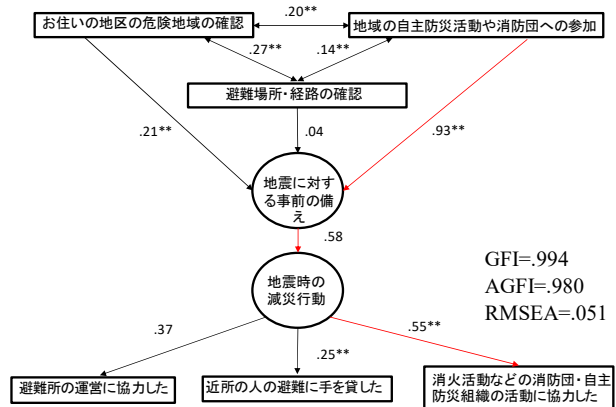 .20**
お住いの地区の危険地域の確認
地域の自主防災活動や消防団への参加
.27**
.14**
避難場所・経路の確認
.21**
.04
.93**
地震に対す
る事前の備
え
.58
地震時の
減災行動
GFI=.994
AGFI=.980
RMSEA=.051
.37
.25**
.55**
避難所の運営に協力した
近所の人の避難に手を貸した
消火活動などの消防団・自主
防災組織の活動に協力した